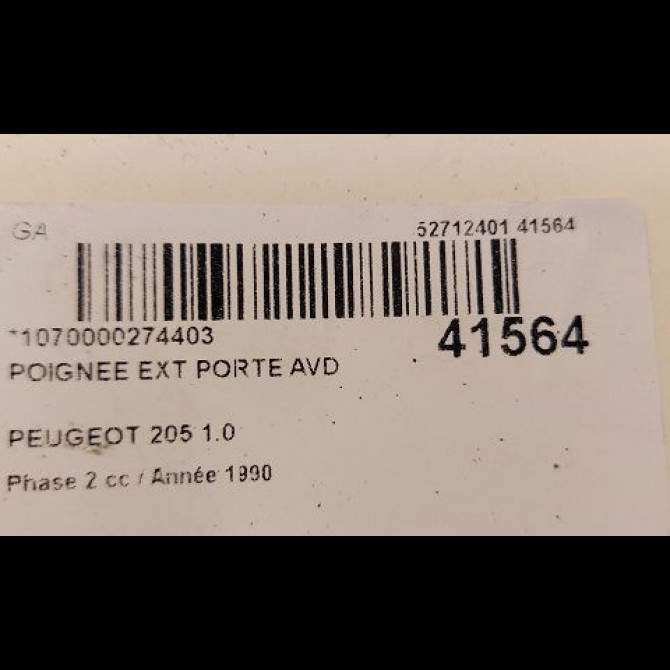 GA
52712401 41564
*1070000274403
41564
POIGNEE EXT PORTE AVD
PEUGEOT 205 1.0
Phase 2 cc / Année 1990